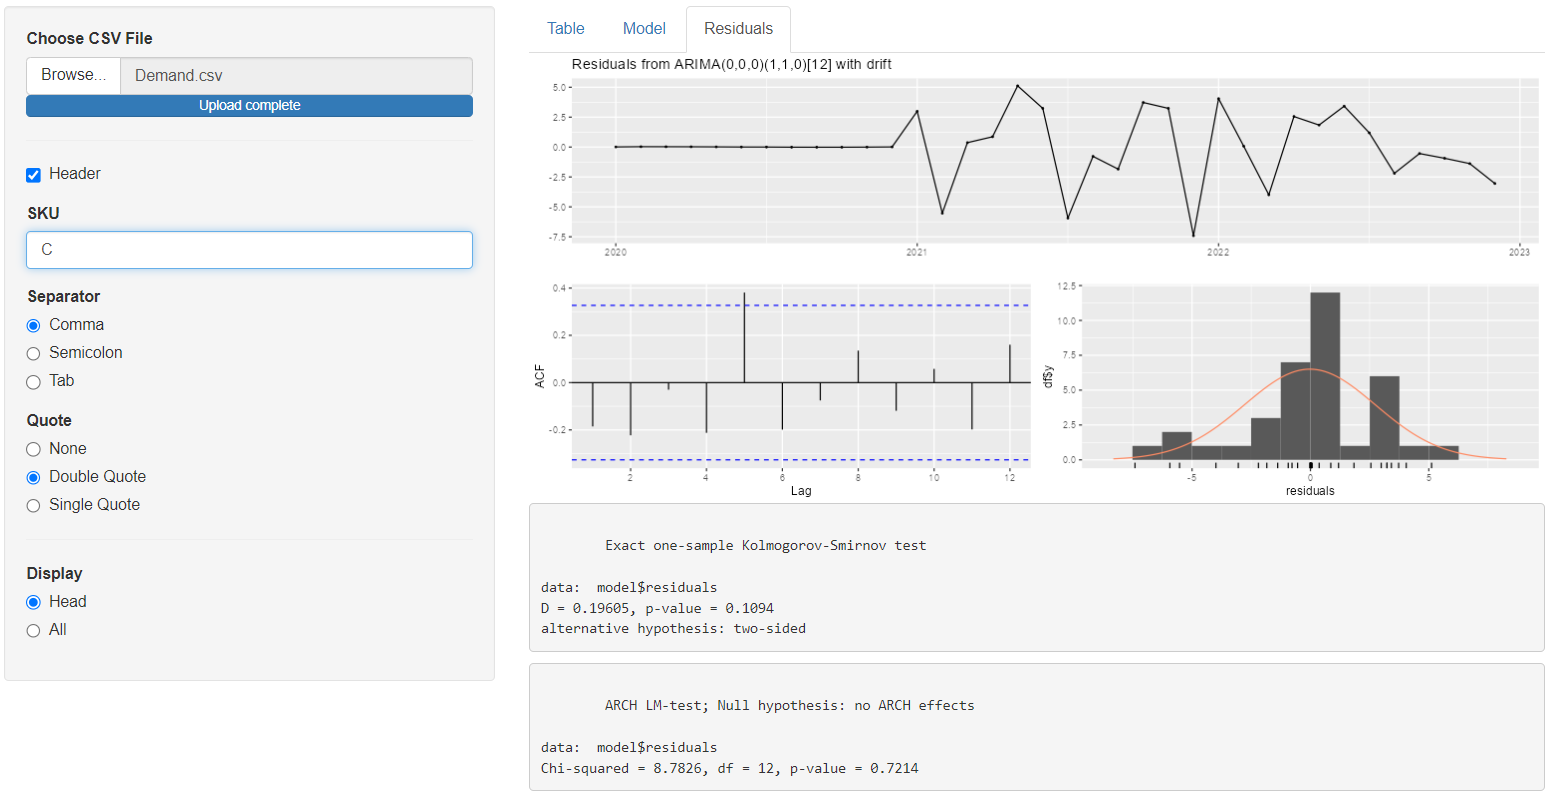 Choose CSV File
Browse... Demand.csv
Upload complete
Header
SKU
C
Separator
Comma
Semicolon
Tab
Quote
None
Double Quote
Single Quote
Display
Head
All
Table Model Residuals
Residuals from ARIMA(0,0,0)(1,1,0)[12] with drift
5.0
2.5
0.0
-2.5
-5.0
-7.5
2020 2021 2022 2023
0.4
0.2
0.0
-0.2
ACF
2 4 6 8 10 12
Lag
12.5
10.0
7.5
5.0
2.5
0.0
df$y
-5 0 5
residuals
Exact one-sample Kolmogorov-Smirnov test
data:  model$residuals
D = 0.19605, p-value = 0.1094
alternative hypothesis: two-sided
ARCH LM-test; Null hypothesis: no ARCH effects
data:  model$residuals
Chi-squared = 8.7826, df = 12, p-value = 0.7214